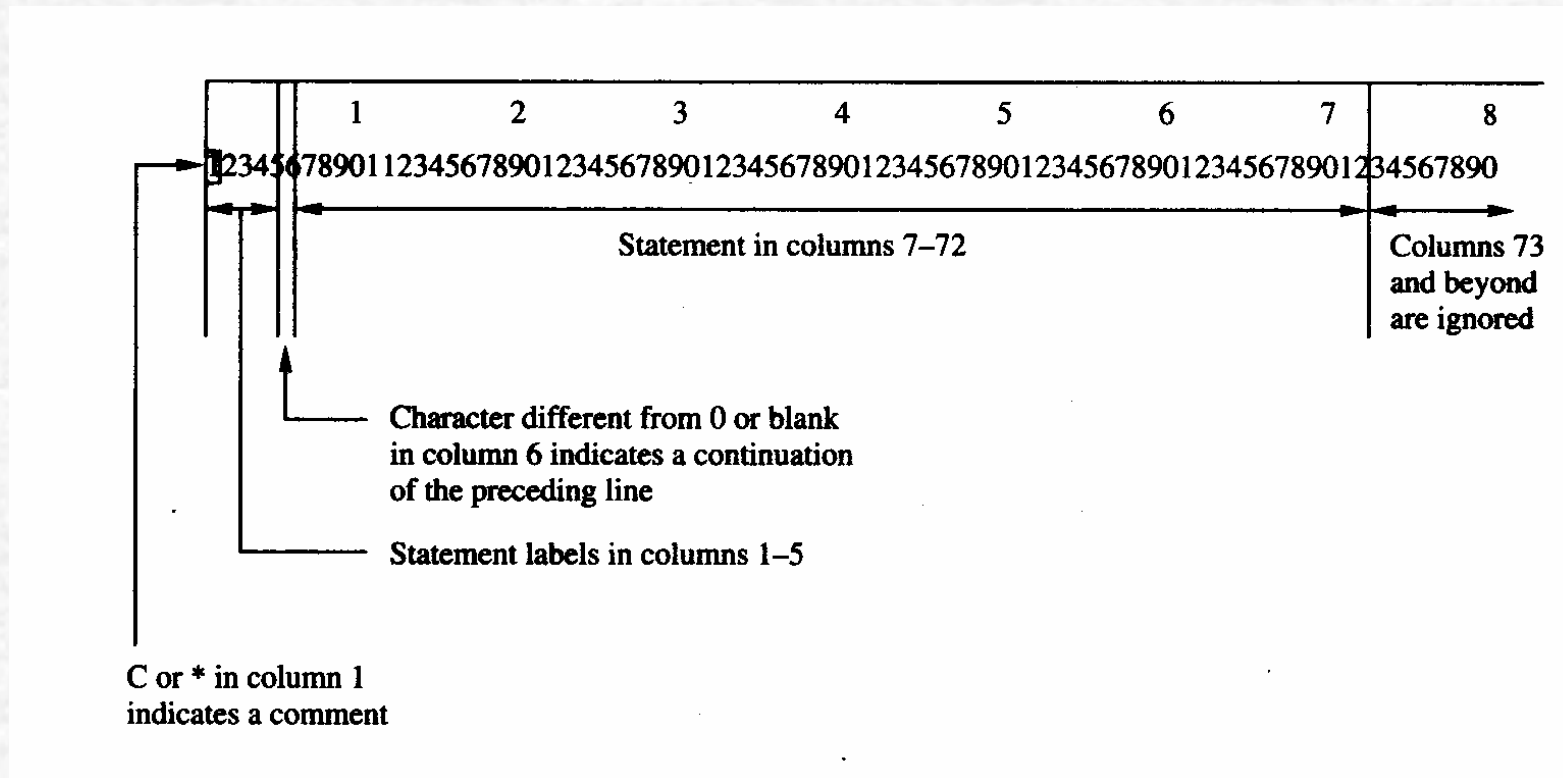 1 2 3 4 5 6 7 8
123456789011234567890123456789012345678901234567890123456789012345678901234567890
Statement in columns 7–72
Columns 73
and beyond
are ignored
Character different from 0 or blank
in column 6 indicates a continuation
of the preceding line
Statement labels in columns 1–5
C or * in column 1
indicates a comment